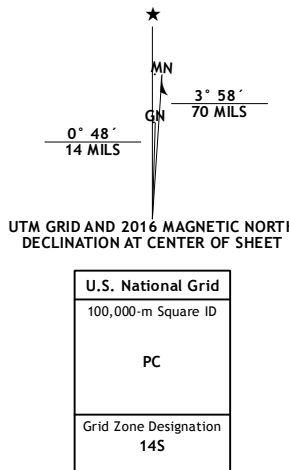 ★
MN
3° 58´
70 MILS
GN
0° 48´
14 MILS
UTM GRID AND 2016 MAGNETIC NORTH
DECLINATION AT CENTER OF SHEET
U.S. National Grid
100,000-m Square ID
PC
Grid Zone Designation
14S